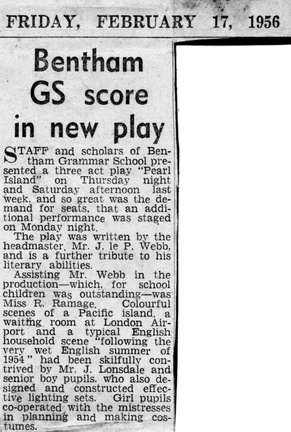 FRIDAY, FEBRUARY 17, 1956
Bentham
GS score
in new play
STAFF and scholars of Ben-
tham Grammar School pre-
sented a three act play "Pearl
Island" on Thursday night
and Saturday afternoon last
week, and so great was the de-
mand for seats, that an addi-
tional performance was staged
on Monday night.
The play was written by the
headmaster, Mr. J. le P. Webb,
and is a further tribute to his
literary abilities.
Assisting Mr. Webb in the
production—which, for school
children was outstanding—was
Miss R. Ramage. Colourful
scenes of a Pacific island, a
waiting room at London Air-
port and a typical English
household scene "following the
very wet English summer of
1954" had been skilfully con-
trived by Mr. J. Lonsdale and
senior boy pupils, who also de-
signed and constructed effec-
tive lighting sets. Girl pupils
co-operated with the mistresses
in planning and making cos-
tumes.